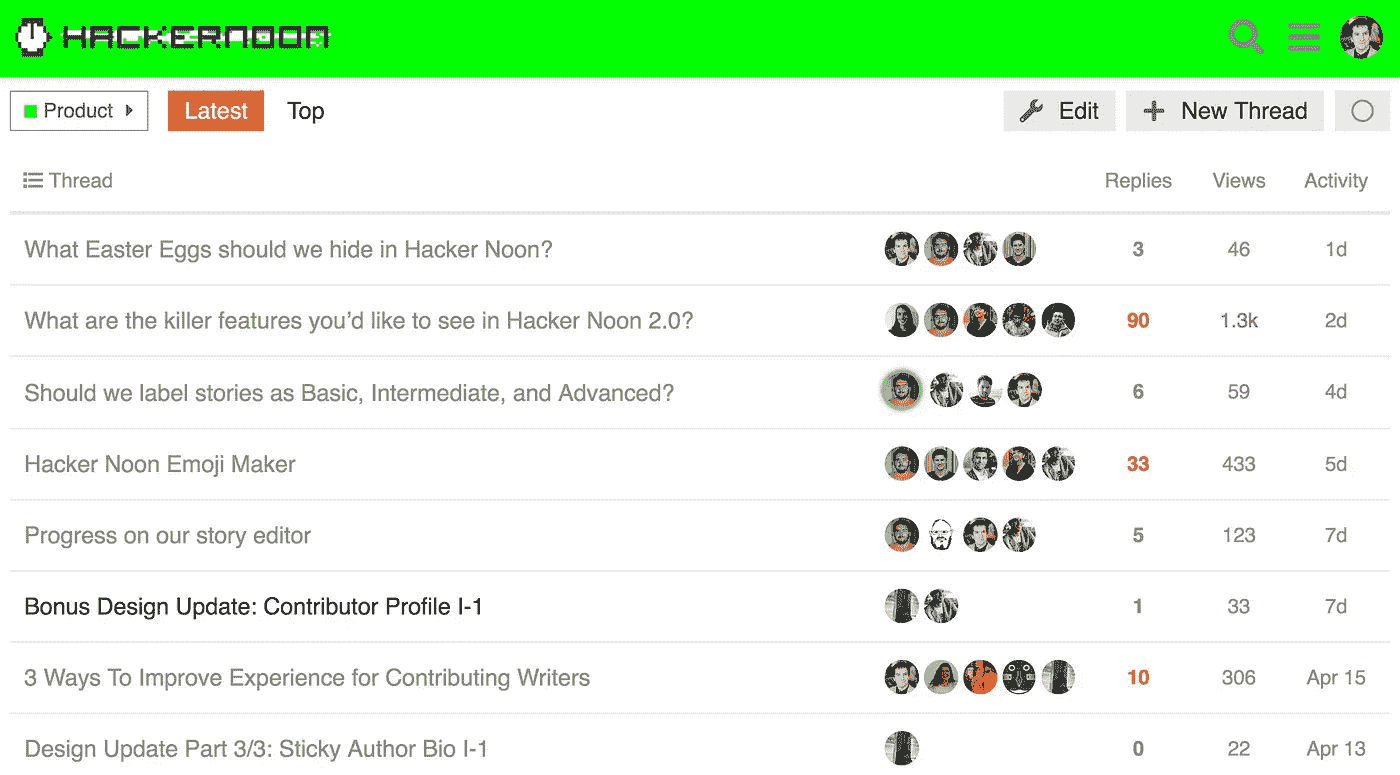 HACKERNOON
Product Latest Top Edit New Thread
Thread Replies Views Activity
What Easter Eggs should we hide in Hacker Noon? 3 46 1d
What are the killer features you’d like to see in Hacker Noon 2.0? 90 1.3k 2d
Should we label stories as Basic, Intermediate, and Advanced? 6 59 4d
Hacker Noon Emoji Maker 33 433 5d
Progress on our story editor 5 123 7d
Bonus Design Update: Contributor Profile I-1 1 33 7d
3 Ways To Improve Experience for Contributing Writers 10 306 Apr 15
Design Update Part 3/3: Sticky Author Bio I-1 0 22 Apr 13